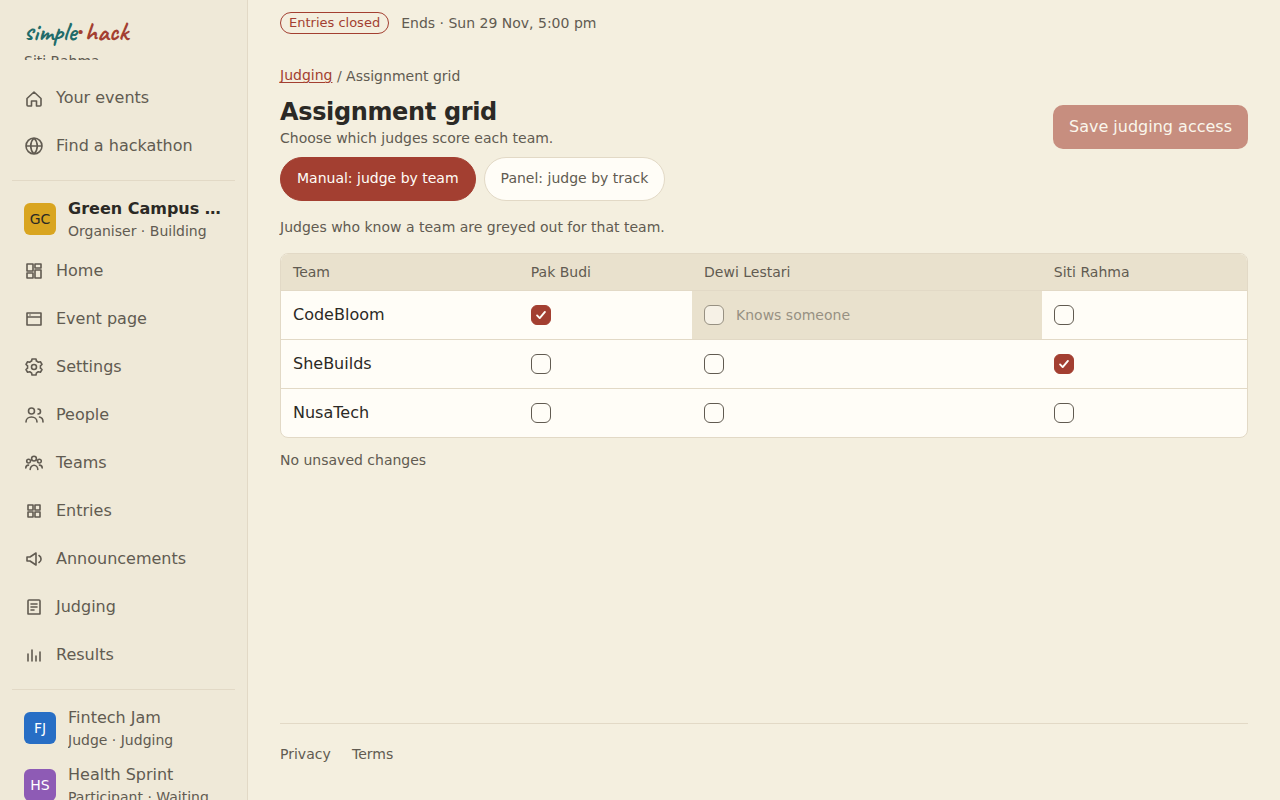 simple•hack
Siti Rahma
Your events
Find a hackathon
GC
Green Campus …
Organiser · Building
Home
Event page
Settings
People
Teams
Entries
Announcements
Judging
Results
FJ
Fintech Jam
Judge · Judging
HS
Health Sprint
Participant · Waiting
Entries closed
Ends · Sun 29 Nov, 5:00 pm
Judging / Assignment grid
Assignment grid
Choose which judges score each team.
Save judging access
Manual: judge by team
Panel: judge by track
Judges who know a team are greyed out for that team.
Team Pak Budi Dewi Lestari Siti Rahma
CodeBloom Knows someone
SheBuilds
NusaTech
No unsaved changes
Privacy Terms